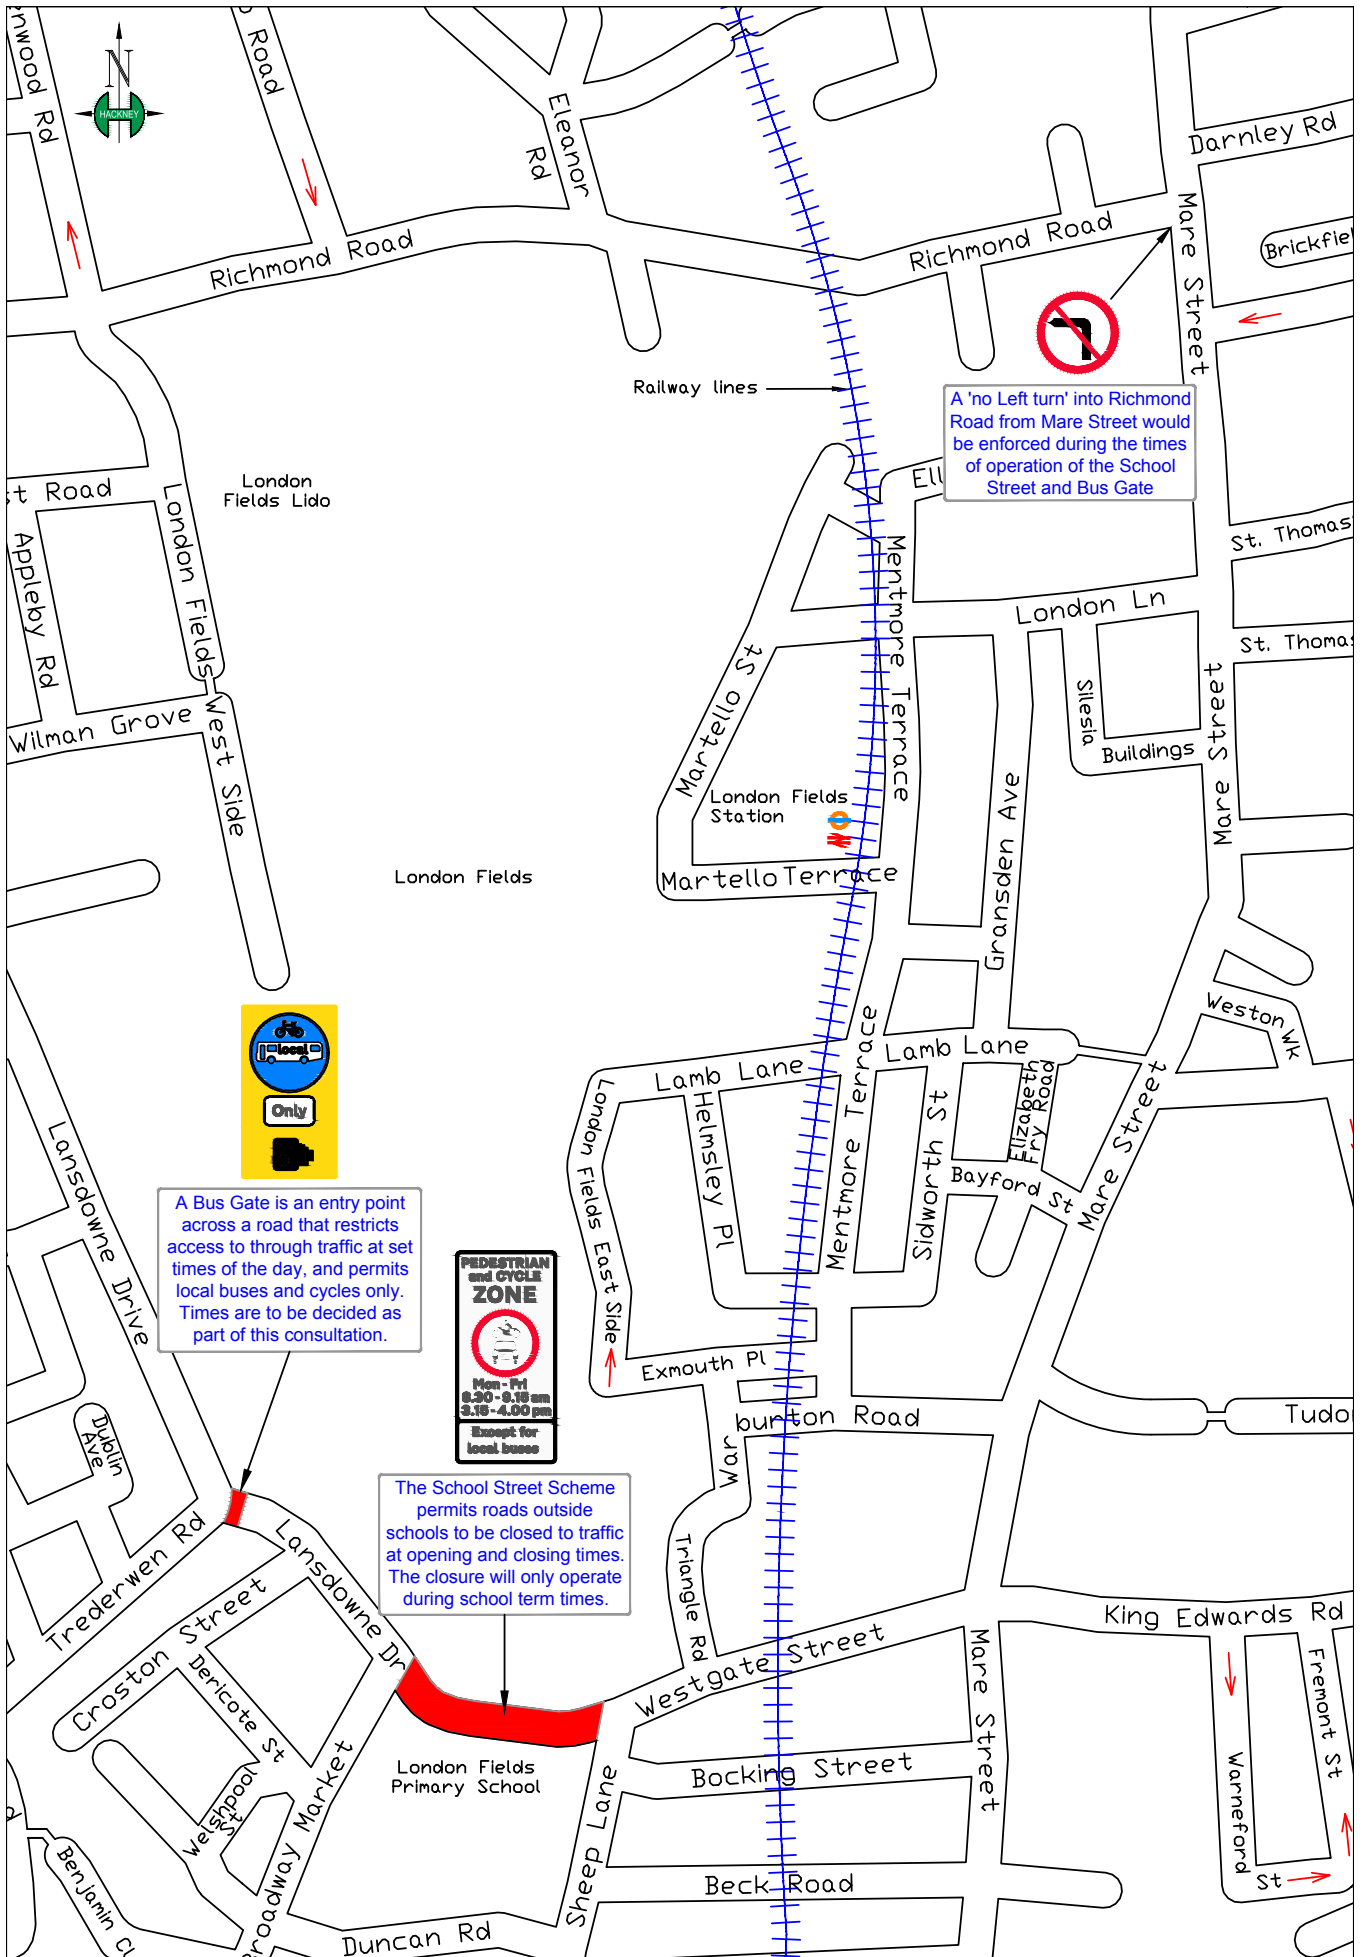 N
HACKNEY
Road
Eleanor
Rd
Darnley Rd
Richmond Road
Richmond Road
Mare Street
Railway lines
A 'no Left turn' into Richmond
Road from Mare Street would
be enforced during the times
of operation of the School
Street and Bus Gate
London
Fields Lido
Road
London Fields West Side
Appleby Rd
Wilman Grove
Mentmore Terrace
London Ln
St. Thomas
St.
Martello St
Silesia
Buildings
Mare Street
London Fields
Station
Gransden Ave
London Fields
Martello Terrace
Weston Wk
Lamb Lane
Lamb Lane
Elizabeth
Fry Road
Mentmore Terrace
Helmsley Pl
Sidworth St
Bayford St
Mare Street
London Fields East Side
local
Only
Lansdowne Drive
A Bus Gate is an entry point
across a road that restricts
access to through traffic at set
times of the day, and permits
local buses and cycles only.
Times are to be decided as
part of this consultation.
PEDESTRIAN
and CYCLE
ZONE
Mon - Fri
8.30 - 9.15 am
3.15 - 4.00 pm
Except for
local buses
Exmouth Pl
Warburton Road
Dublin
Ave
The School Street Scheme
permits roads outside
schools to be closed to traffic
at opening and closing times.
The closure will only operate
during school term times.
Trederwen Rd
Lansdowne Dr
Croston Street
Dericote St
Triangle Rd
Westgate Street
King Edwards Rd
Mare Street
Fremont St
Warneford
St
London Fields
Primary School
Bocking Street
Welshpool
St
Sheep Lane
Beck Road
Benjamin Cl
Duncan Rd